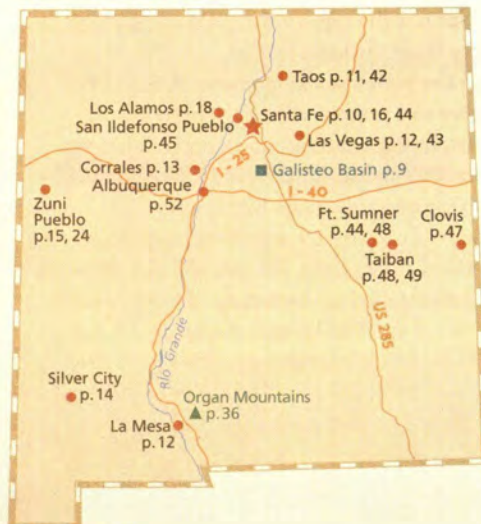 Taos p. 11, 42
Los Alamos p. 18
San Ildefonso Pueblo
p. 45
Santa Fe p. 10, 16, 44
Las Vegas p. 12, 43
Corrales p. 13
Albuquerque
p. 52
I - 25
Galisteo Basin p. 9
I - 40
Zuni
Pueblo
p. 15, 24
Ft. Sumner
p. 44, 48
Clovis
p. 47
Taiban
p. 48, 49
US 285
Rio Grande
Silver City
p. 14
Organ Mountains
p. 36
La Mesa
p. 12